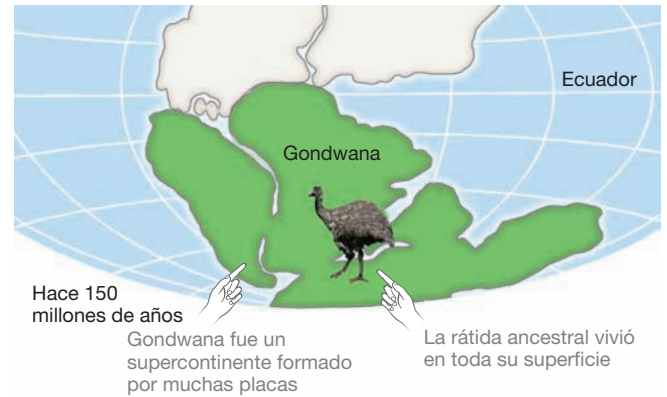 Ecuador
Gondwana
Hace 150
millones de años
Gondwana fue un
supercontinente formado
por muchas placas
La rátida ancestral vivió
en toda su superficie